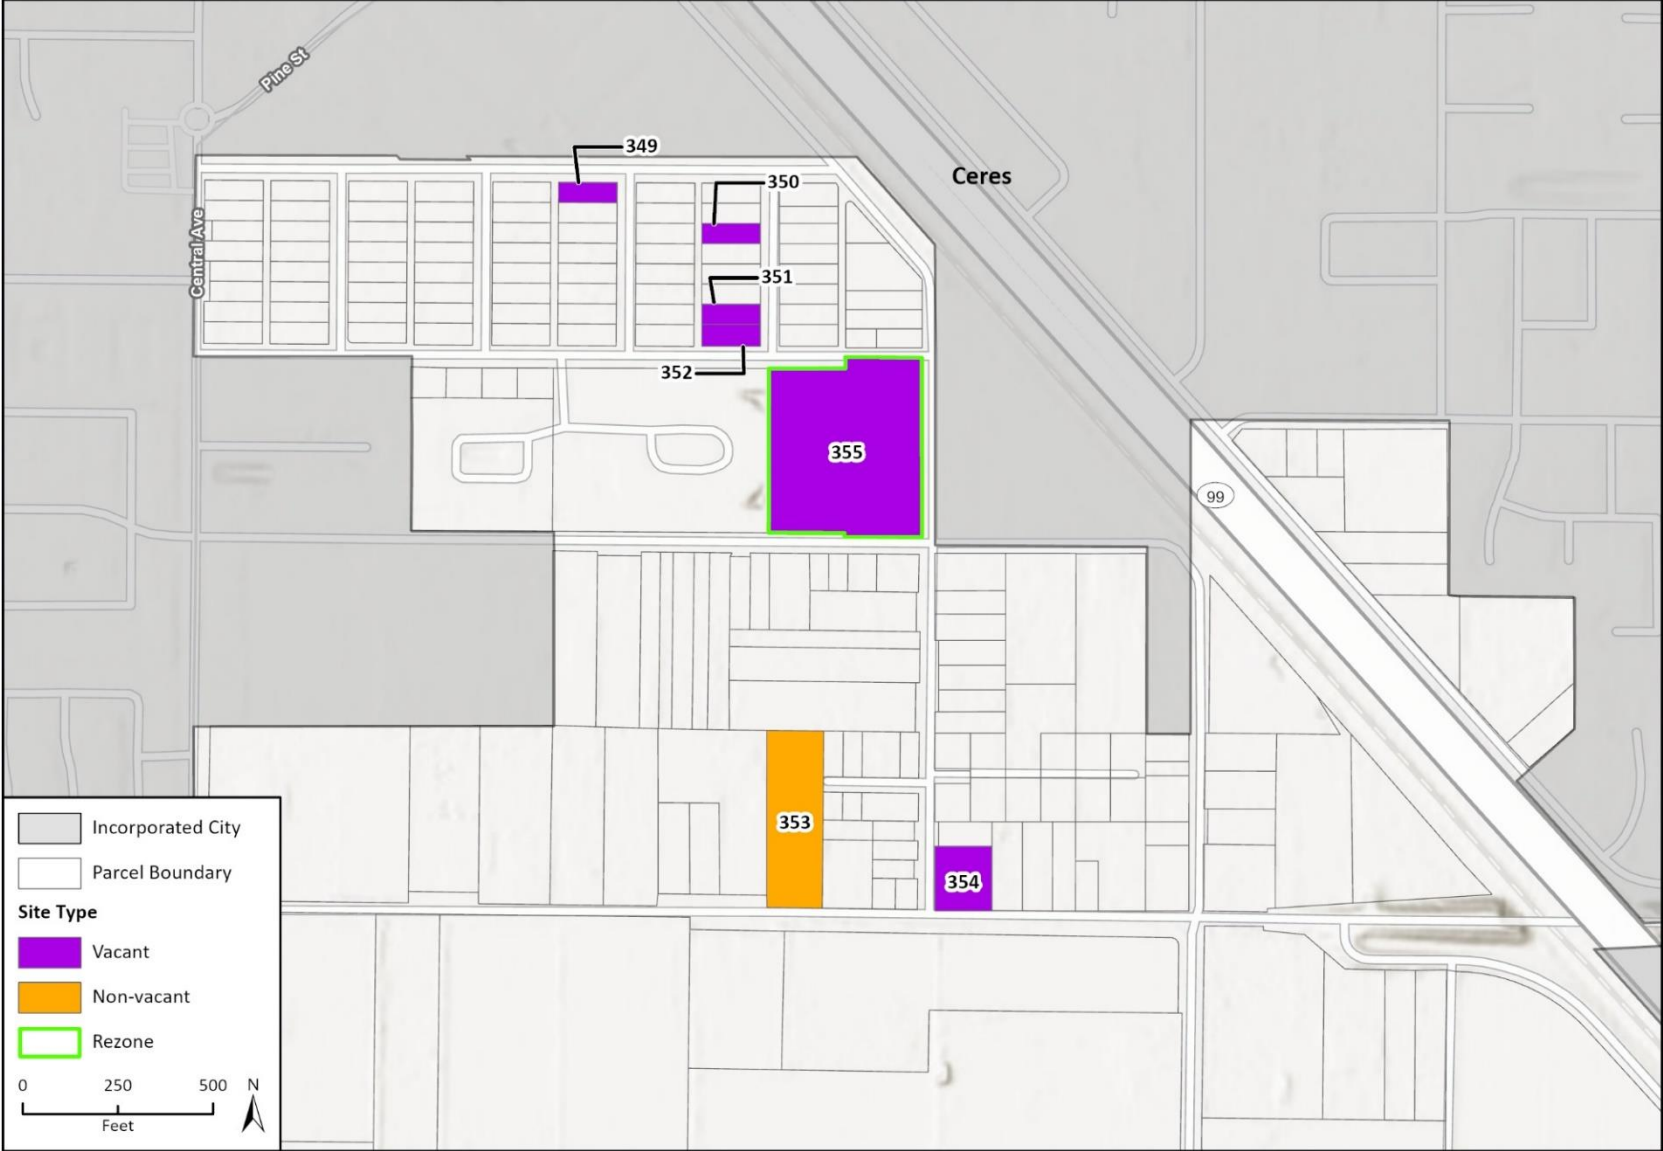 Pine St
349
Ceres
350
Central Ave
351
352
355
99
353
354
Incorporated City
Parcel Boundary
Site Type
Vacant
Non-vacant
Rezone
0 250 500 N
Feet